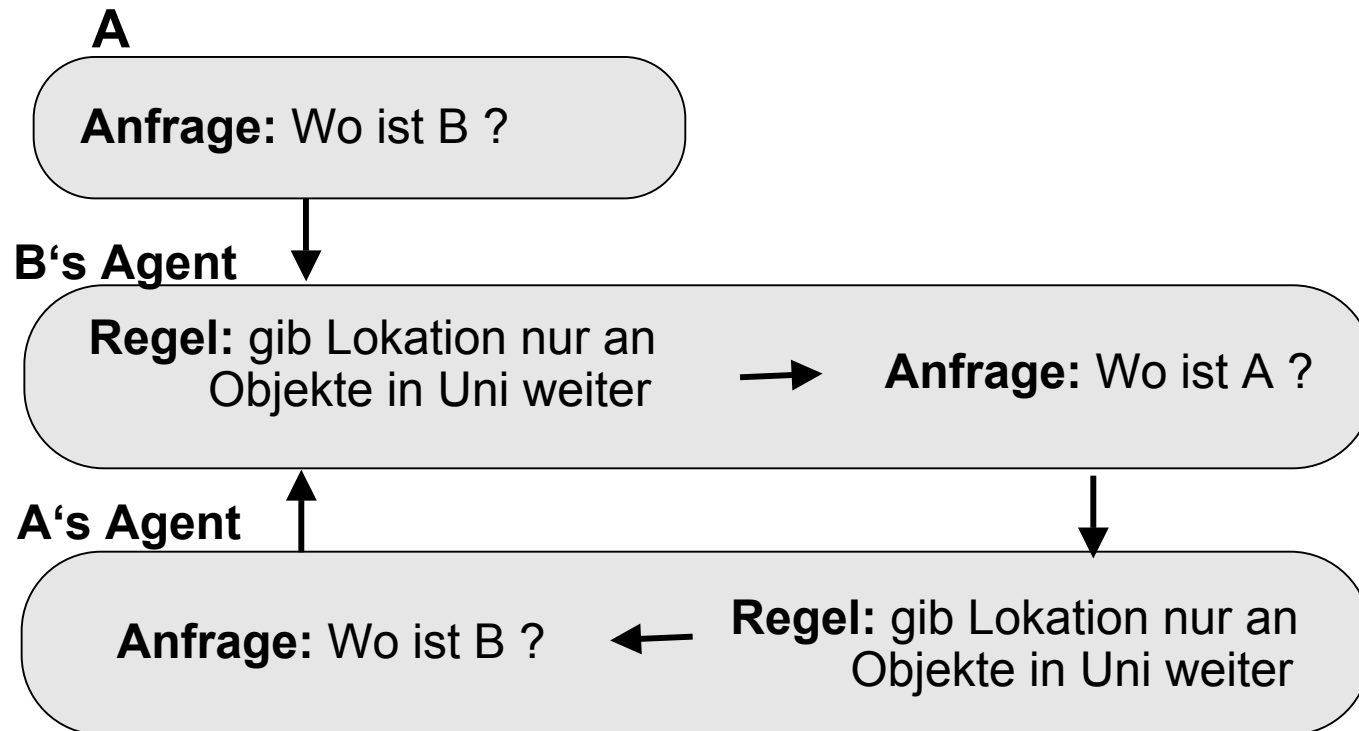 A
Anfrage: Wo ist B ?
B‘s Agent
Regel: gib Lokation nur an
Objekte in Uni weiter
Anfrage: Wo ist A ?
A‘s Agent
Anfrage: Wo ist B ?
Regel: gib Lokation nur an
Objekte in Uni weiter